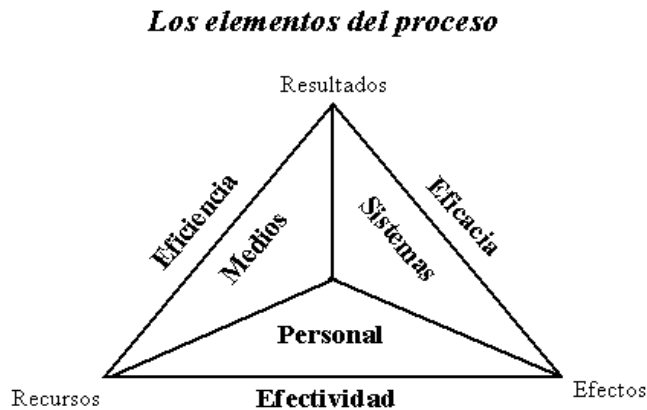 Los elementos del proceso
Resultados
Eficiencia
Medios
Sistemas
Eficacia
Personal
Recursos
Efectividad
Efectos